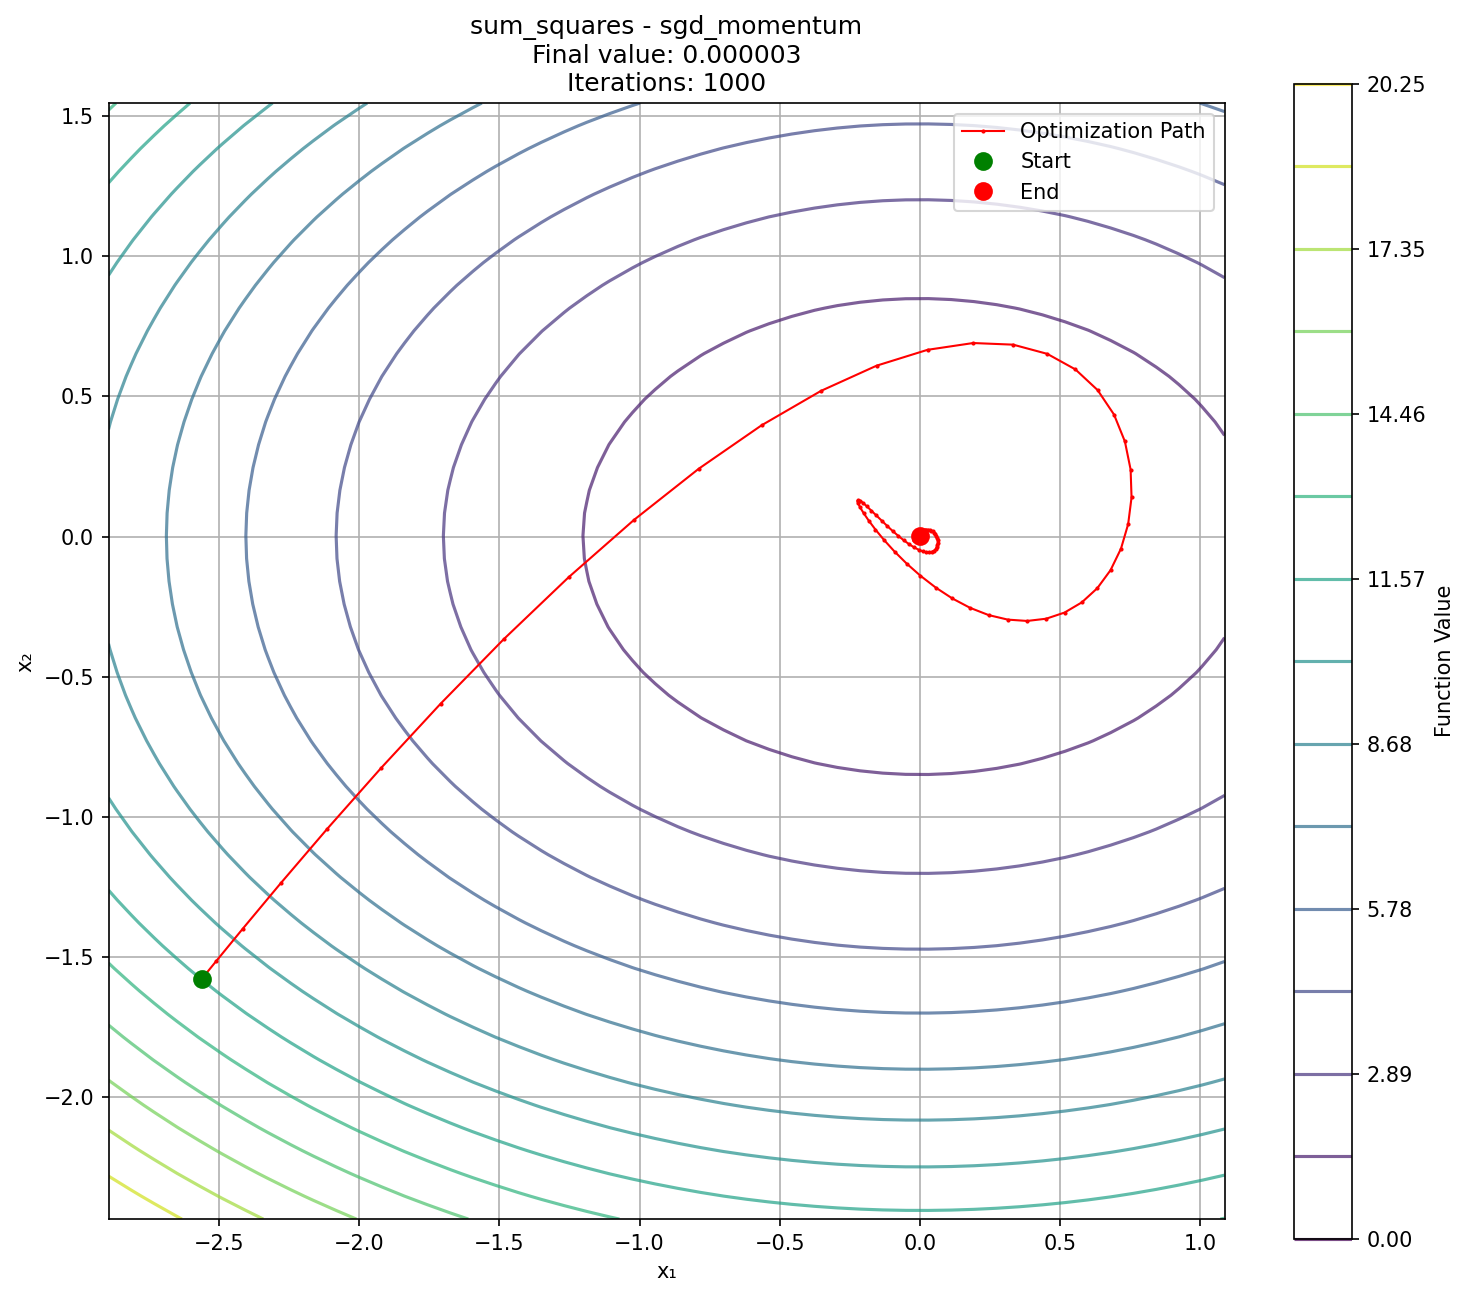 sum_squares - sgd_momentum
Final value: 0.000003
Iterations: 1000
Optimization Path
Start
End
1.5
1.0
0.5
0.0
−0.5
−1.0
−1.5
−2.0
x₂
−2.5
−2.0
−1.5
−1.0
−0.5
0.0
0.5
1.0
x₁
20.25
17.35
14.46
11.57
8.68
5.78
2.89
0.00
Function Value